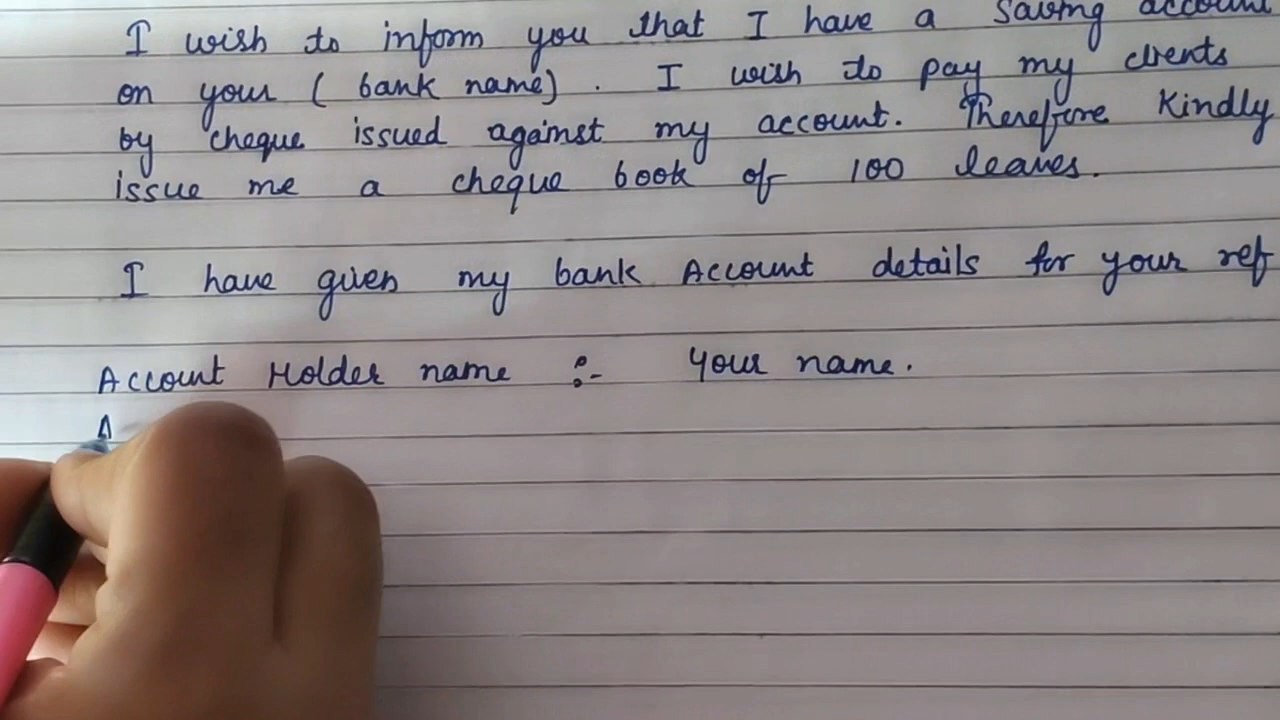 I wish to inform you that I have a saving account
on your ( bank name) . I wish to pay my clients
by cheque issued against my account. Therefore Kindly
issue me a cheque book of 100 leaves.
I have given my bank Account details for your ref
Account Holder name :- Your name.
A